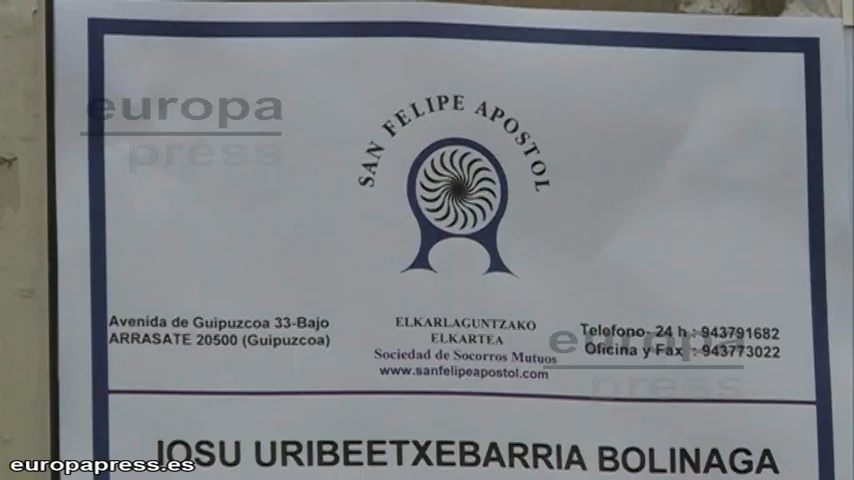 SAN FELIPE APOSTOL
europa
press
Avenida de Guipuzcoa 33-Bajo
ARRASATE 20500 (Guipuzcoa)
ELKARLAGUNTZAKO
ELKARTEA
Sociedad de Socorros Mutuos
www.sanfelipeapostol.com
Telefono- 24 h : 943791682
Oficina y Fax : 943773022
europa
press
JOSU URIBEETXEBARRIA BOLINAGA
europapress.es